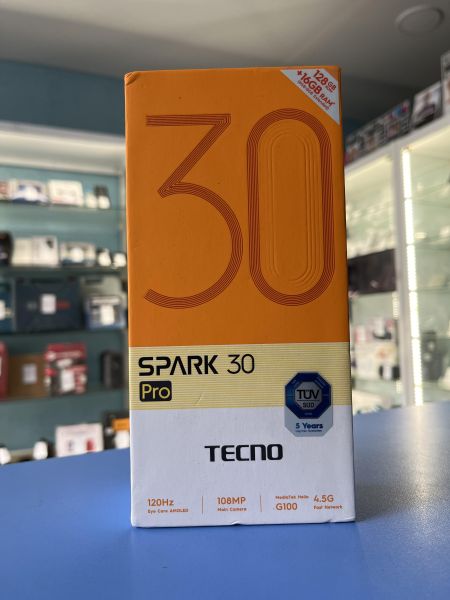 128GB
+16GB RAM*
30
SPARK 30
Pro
TÜV
SÜD
5 Years
TECNO
120Hz
Eye Care AMOLED
108MP
Main Camera
MediaTek Helio
G100
4.5G
Fast Network